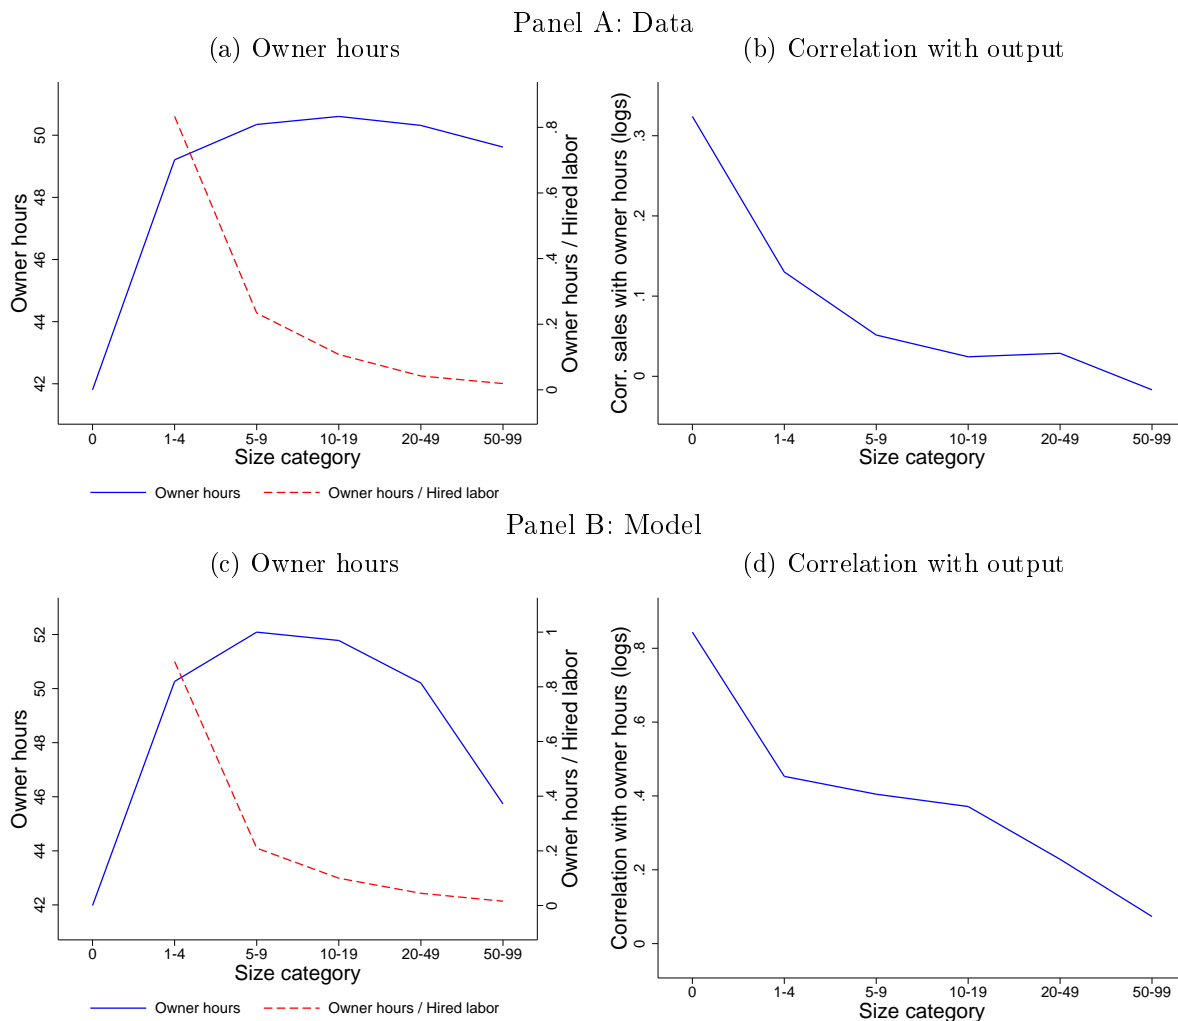 Panel A: Data
(a) Owner hours
(b) Correlation with output
Owner hours
42
44
46
48
50
Owner hours / Hired labor
0
.2
.4
.6
.8
0
1-4
5-9
10-19
20-49
50-99
Size category
Owner hours
Owner hours / Hired labor
Corr. sales with owner hours (logs)
0
.1
.2
.3
0
1-4
5-9
10-19
20-49
50-99
Size category
Panel B: Model
(c) Owner hours
(d) Correlation with output
Owner hours
42
44
46
48
50
52
Owner hours / Hired labor
0
.2
.4
.6
.8
1
0
1-4
5-9
10-19
20-49
50-99
Size category
Owner hours
Owner hours / Hired labor
Correlation with owner hours (logs)
0
.2
.4
.6
.8
0
1-4
5-9
10-19
20-49
50-99
Size category